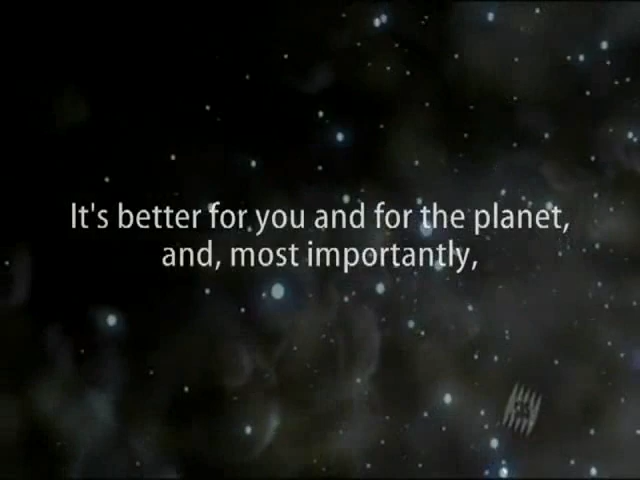 It's better for you and for the planet,
and, most importantly,